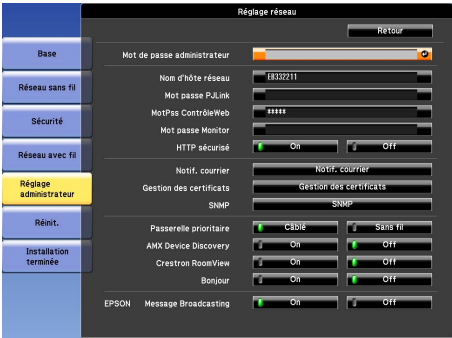 Réglage réseau
Retour
Base
Réseau sans fil
Sécurité
Réseau avec fil
Réglage
administrateur
Réinit.
Installation
terminée
Mot de passe administrateur
Nom d'hôte réseau EB332211
Mot passe PJLink
MotPss ContrôleWeb *****
Mot passe Monitor
HTTP sécurisé On Off
Notif. courrier Notif. courrier
Gestion des certificats Gestion des certificats
SNMP SNMP
Passerelle prioritaire Câblé Sans fil
AMX Device Discovery On Off
Crestron RoomView On Off
Bonjour On Off
EPSON Message Broadcasting On Off